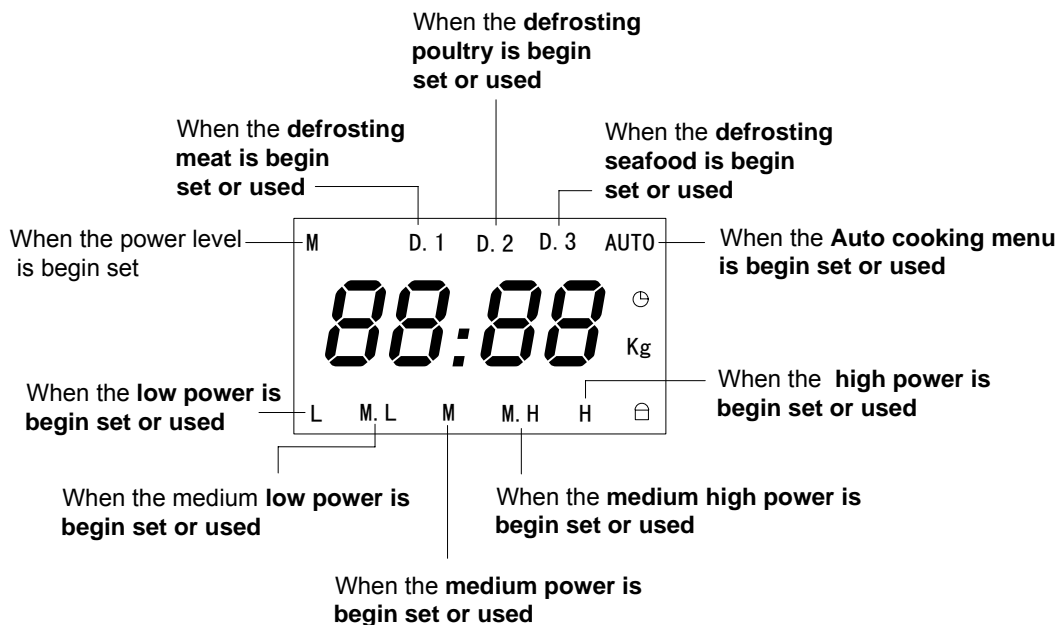 When the defrosting
poultry is begin
set or used
When the defrosting
meat is begin
set or used
When the defrosting
seafood is begin
set or used
When the power level
is begin set
M D. 1 D. 2 D. 3 AUTO
When the Auto cooking menu
is begin set or used
88:88
Kg
When the low power is
begin set or used
When the high power is
begin set or used
L M. L M M. H H
When the medium low power is
begin set or used
When the medium high power is
begin set or used
When the medium power is
begin set or used